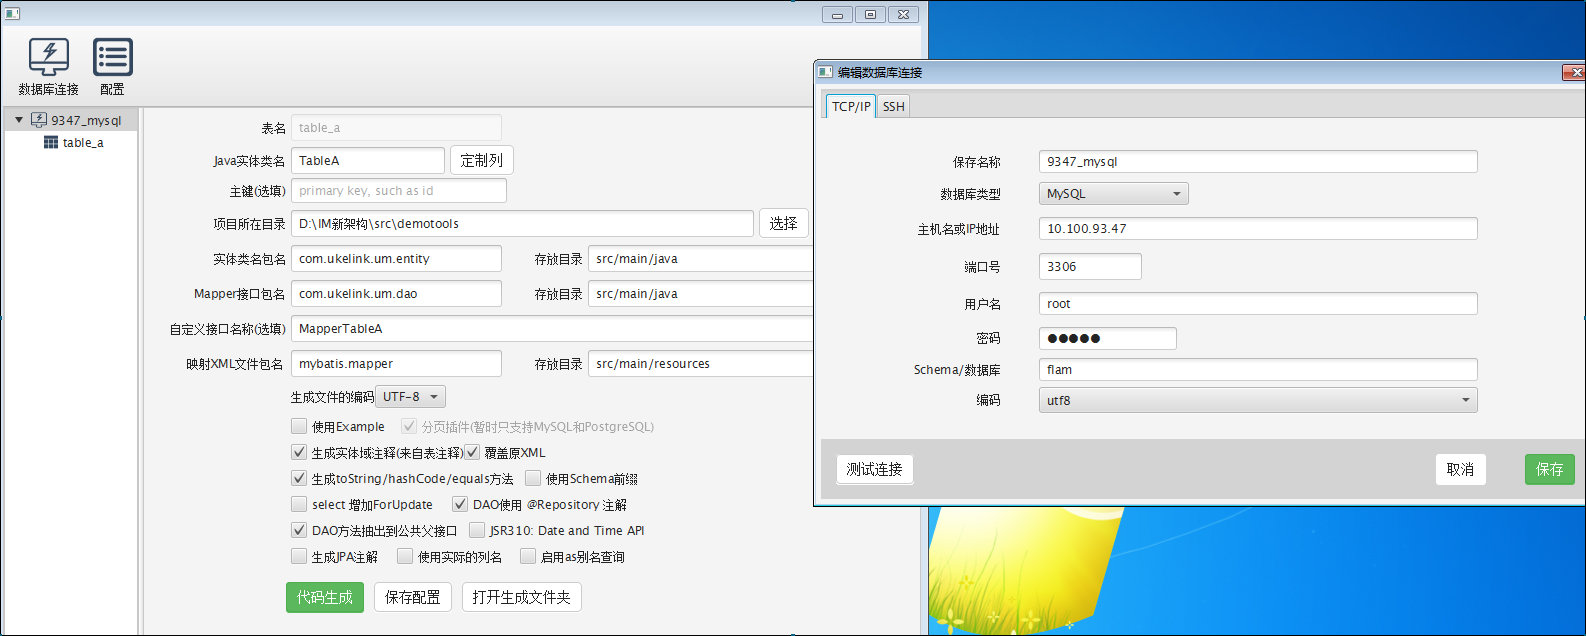 数据库连接
配置
9347_mysql
table_a
表名 table_a
Java实体类名 TableA 定制列
主键(选填) primary key, such as id
项目所在目录 D:\IM新架构\src\demotools 选择
实体类名包名 com.ukelink.um.entity 存放目录 src/main/java
Mapper接口包名 com.ukelink.um.dao 存放目录 src/main/java
自定义接口名称(选填) MapperTableA
映射XML文件包名 mybatis.mapper 存放目录 src/main/resources
生成文件的编码 UTF-8
使用Example 分页插件(暂时只支持MySQL和PostgreSQL)
生成实体域注释(来自表注释) 覆盖原XML
生成toString/hashCode/equals方法 使用Schema前缀
select 增加ForUpdate DAO使用 @Repository 注解
DAO方法抽出到公共父接口 JSR310: Date and Time API
生成JPA注解 使用实际的列名 启用as别名查询
代码生成 保存配置 打开生成文件夹
编辑数据库连接
TCP/IP SSH
保存名称 9347_mysql
数据库类型 MySQL
主机名或IP地址 10.100.93.47
端口号 3306
用户名 root
密码 ●●●●●
Schema/数据库 flam
编码 utf8
测试连接 取消 保存